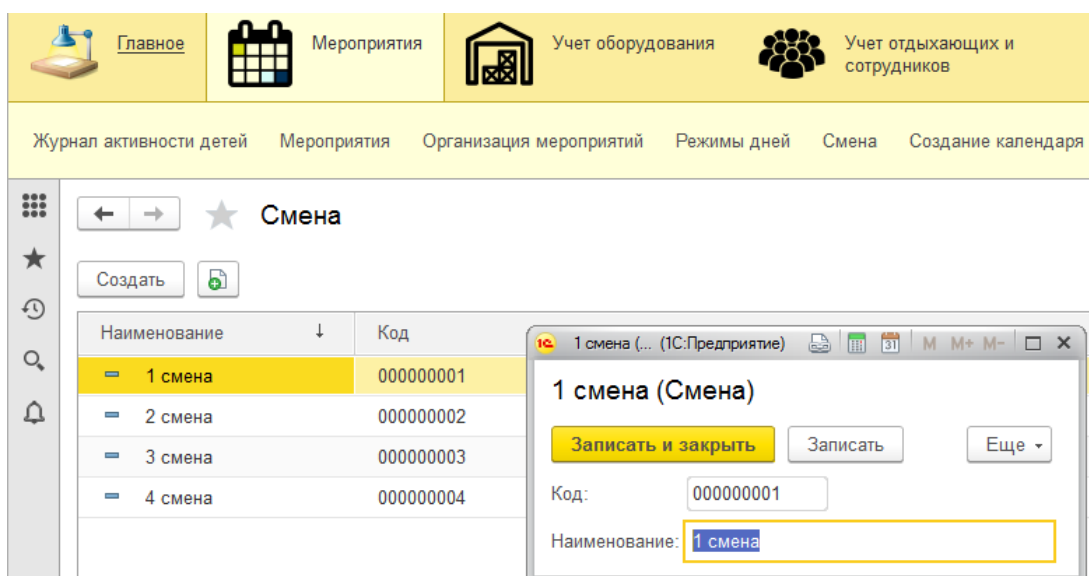 Главное
Мероприятия
Учет оборудования
Учет отдыхающих и
сотрудников
Журнал активности детей Мероприятия Организация мероприятий Режимы дней Смена Создание календаря
Смена
Создать
Наименование ↓ Код
1 смена 000000001
2 смена 000000002
3 смена 000000003
4 смена 000000004
1С 1 смена (... (1С:Предприятие) 31 M M+ M-
1 смена (Смена)
Записать и закрыть Записать Еще
Код: 000000001
Наименование: 1 смена